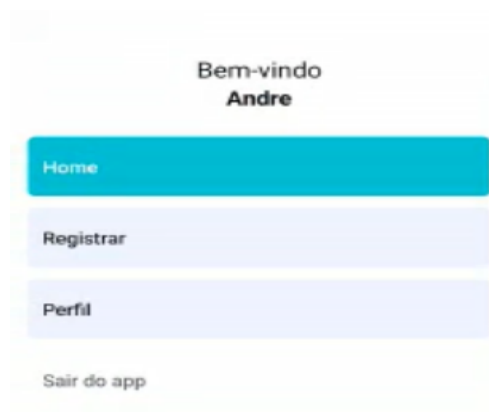 Bem-vindo
Andre
Home
Registrar
Perfil
Sair do app